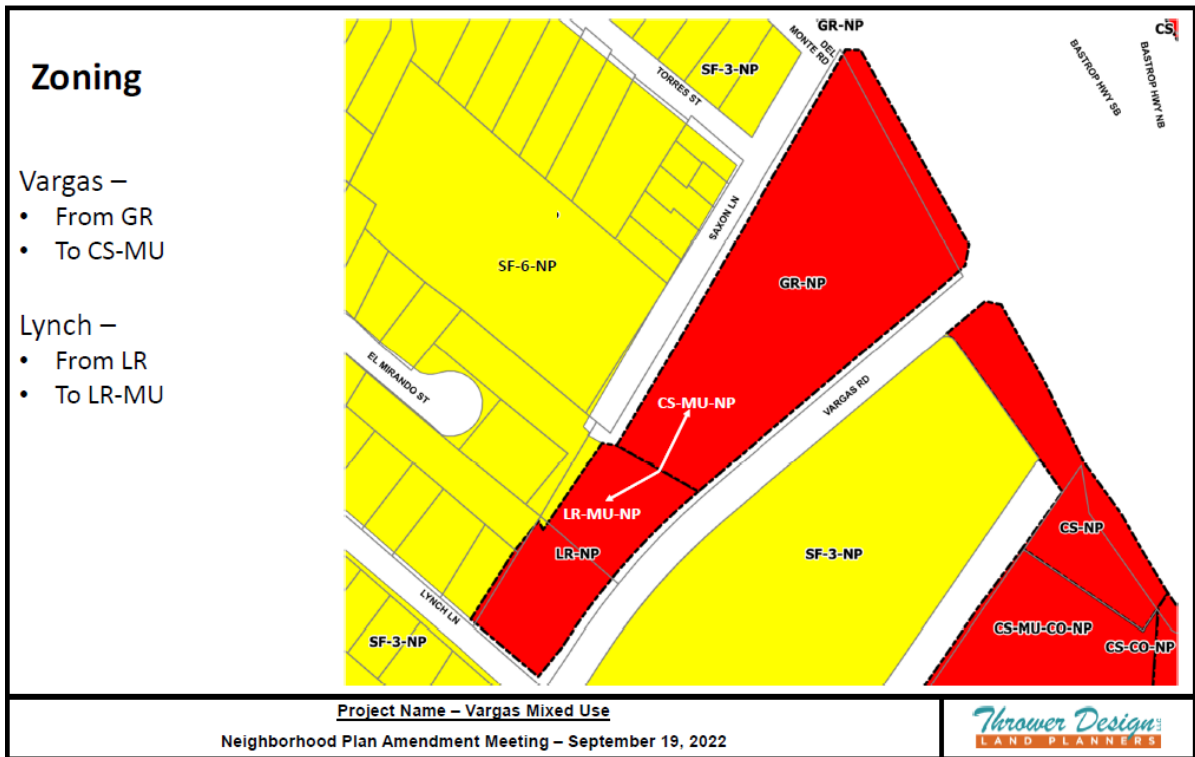 Zoning
Vargas –
• From GR
• To CS-MU
Lynch –
• From LR
• To LR-MU
GR-NP
CS
DEL
MONTE RD
BASTROP HWY SB
BASTROP HWY NB
SF-3-NP
TORRES ST
SAXON LN
SF-6-NP
GR-NP
EL MIRANDO ST
VARGAS RD
CS-MU-NP
LR-MU-NP
LR-NP
SF-3-NP
CS-NP
LYNCH LN
SF-3-NP
CS-MU-CO-NP
CS-CO-NP
Project Name – Vargas Mixed Use
Neighborhood Plan Amendment Meeting – September 19, 2022
Thrower Design LLC
LAND PLANNERS